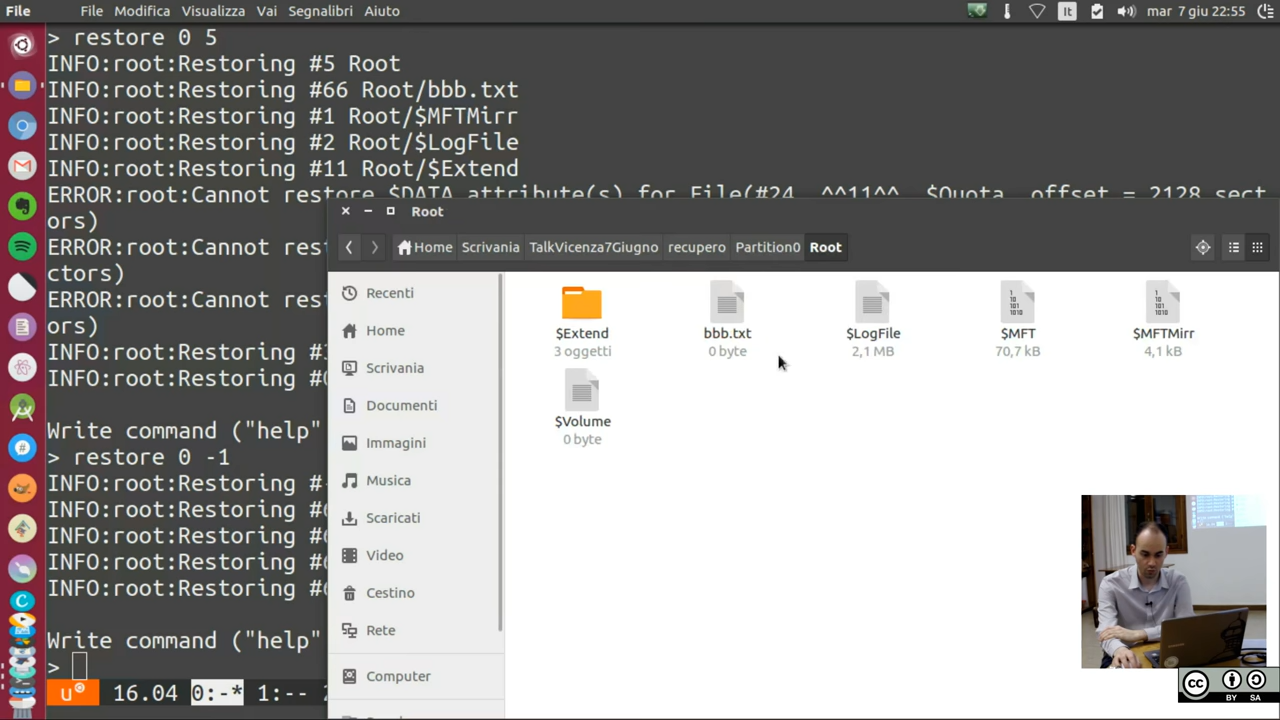 File
File Modifica Visualizza Vai Segnalibri Aiuto
It
mar 7 giu 22:55
> restore 0 5
INFO:root:Restoring #5 Root
INFO:root:Restoring #66 Root/bbb.txt
INFO:root:Restoring #1 Root/$MFTMirr
INFO:root:Restoring #2 Root/$LogFile
INFO:root:Restoring #11 Root/$Extend
ERROR:root:Cannot restore $DATA attribute(s) for File(#24, ^^11^^, $Quota, offset = 2128 sect
ors)
ERROR:root:Cannot rest
ctors)
ERROR:root:Cannot rest
ors)
INFO:root:Restoring #
INFO:root:Restoring #
Write command ("help"
> restore 0 -1
INFO:root:Restoring #
INFO:root:Restoring #
INFO:root:Restoring #
INFO:root:Restoring #
INFO:root:Restoring #
Write command ("help"
>
16.04 0:-* 1:--
Root
Home Scrivania TalkVicenza7Giugno recupero Partition0 Root
Recenti
Home
Scrivania
Documenti
Immagini
Musica
Scaricati
Video
Cestino
Rete
Computer
$Extend
3 oggetti
bbb.txt
0 byte
$LogFile
2,1 MB
$MFT
70,7 kB
$MFTMirr
4,1 kB
$Volume
0 byte
cc
BY SA